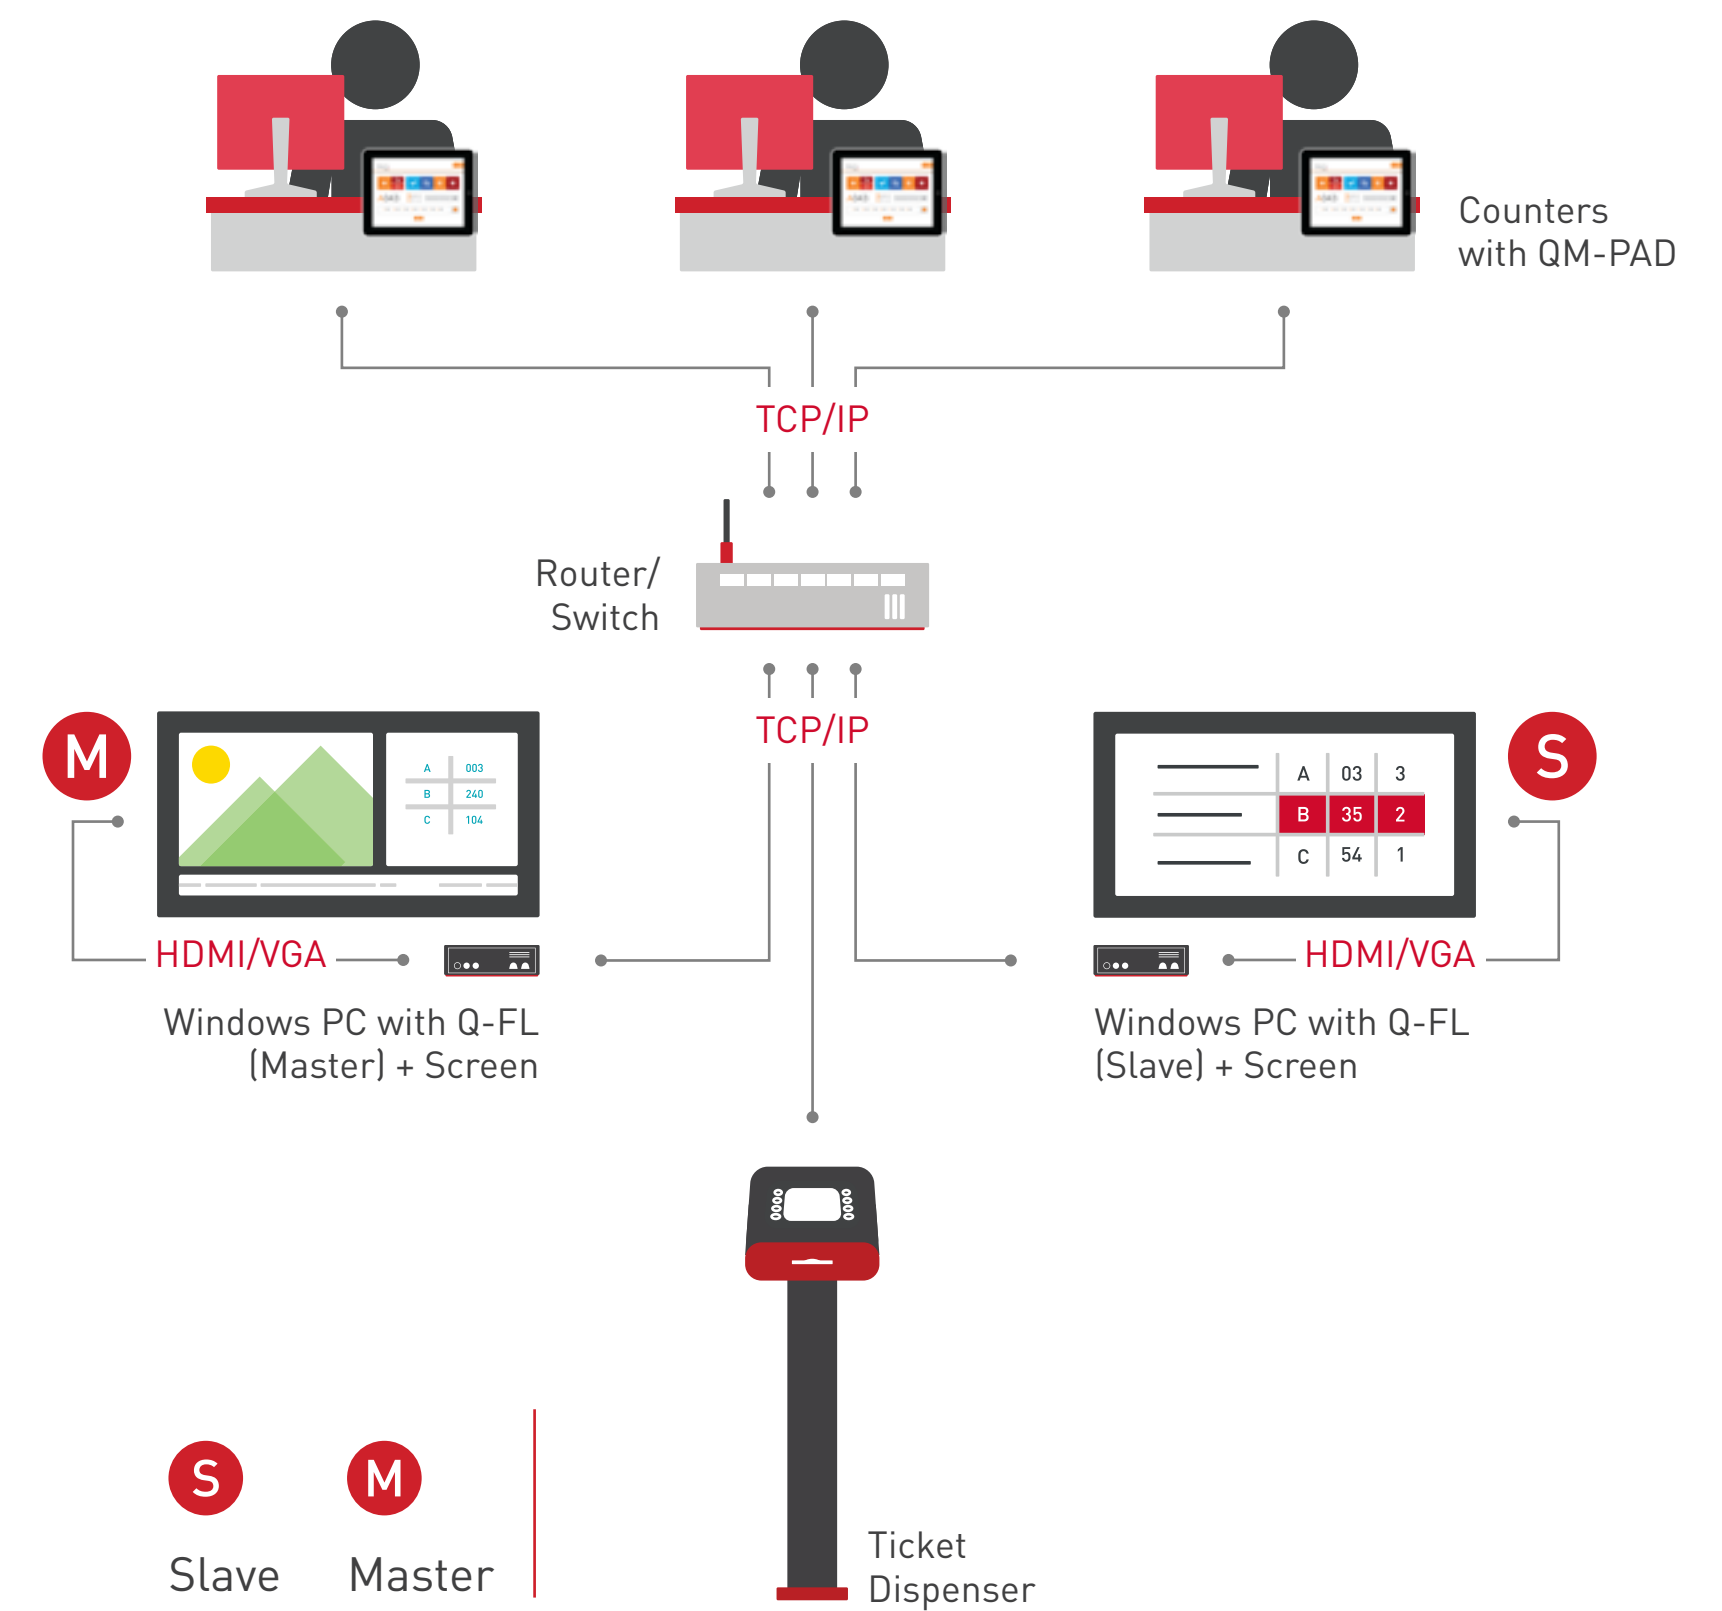 Counters
with QM-PAD
TCP/IP
Router/
Switch
TCP/IP
M
A 003
B 240
C 104
A 03 3
B 35 2
C 54 1
S
HDMI/VGA
HDMI/VGA
Windows PC with Q-FL
(Master) + Screen
Windows PC with Q-FL
(Slave) + Screen
S
M
Slave
Master
Ticket
Dispenser